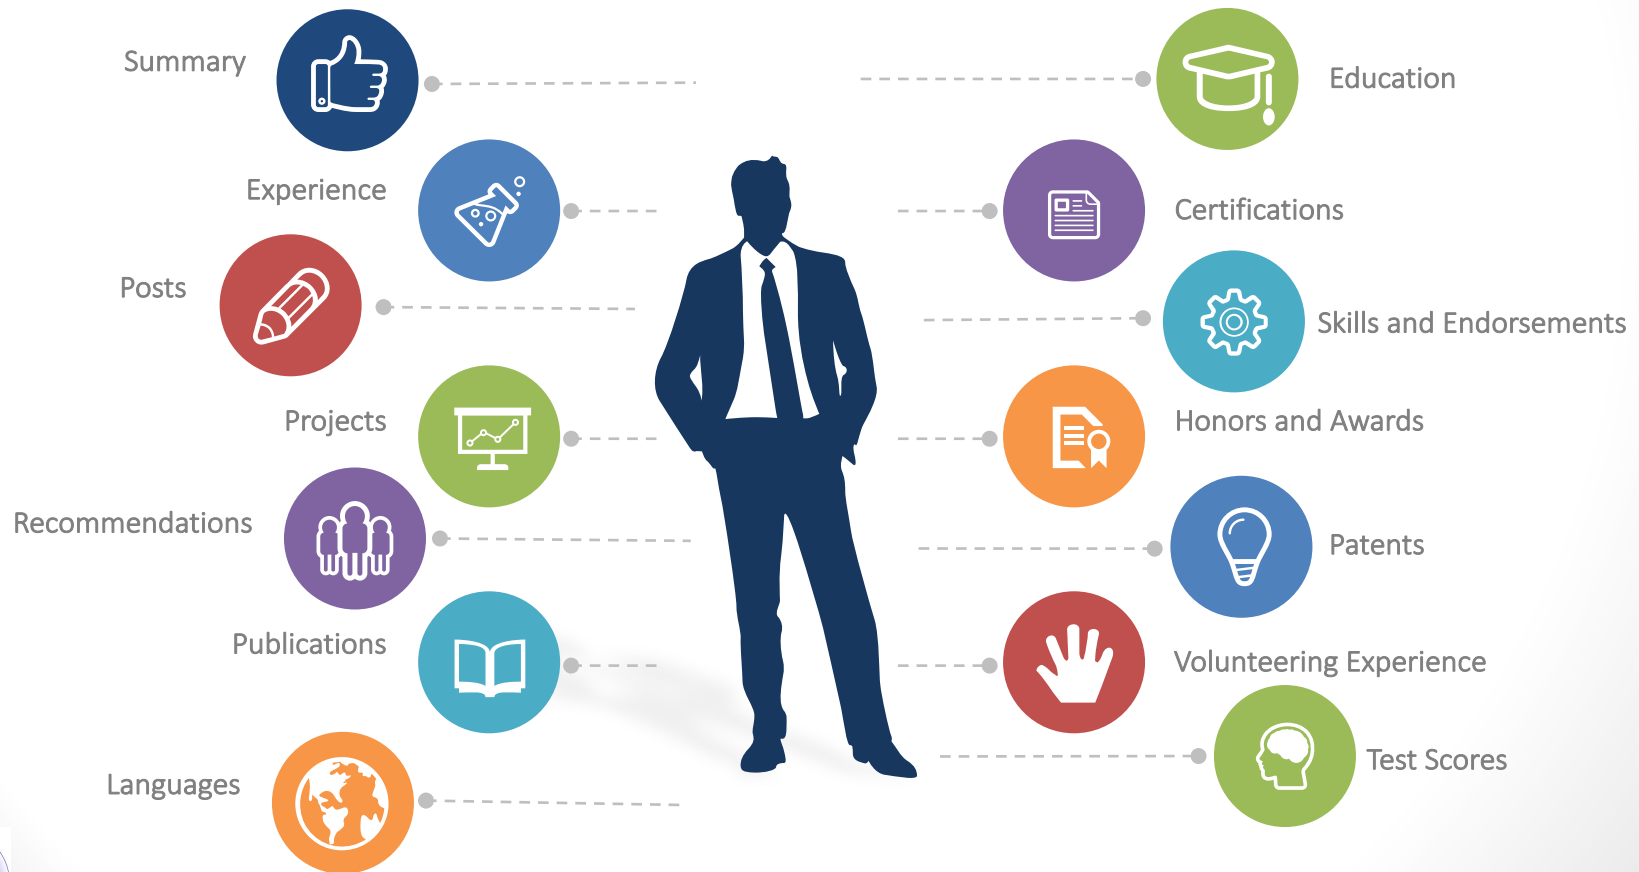 Summary
Education
Experience
Certifications
Posts
Skills and Endorsements
Projects
Honors and Awards
Recommendations
Patents
Publications
Volunteering Experience
Languages
Test Scores